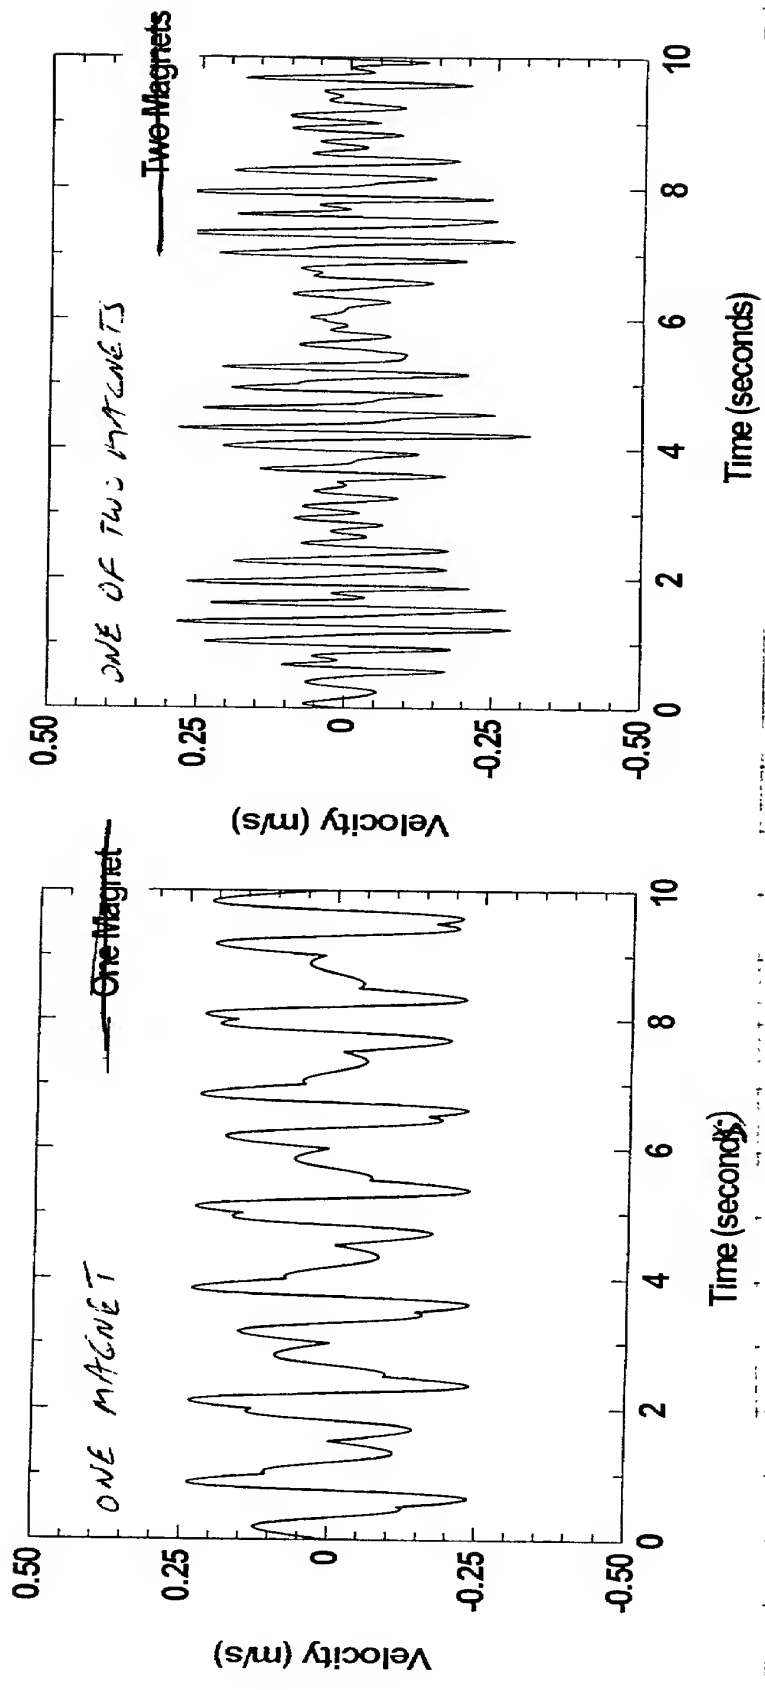 ONE OF TWO MAGNETS
Two Magnets
0.50
0.25
0
-0.25
-0.50
Velocity (m/s)
0
2
4
6
8
10
Time (seconds)
ONE MAGNET
One Magnet
0.50
0.25
0
-0.25
-0.50
Velocity (m/s)
0
2
4
6
8
10
Time (seconds)